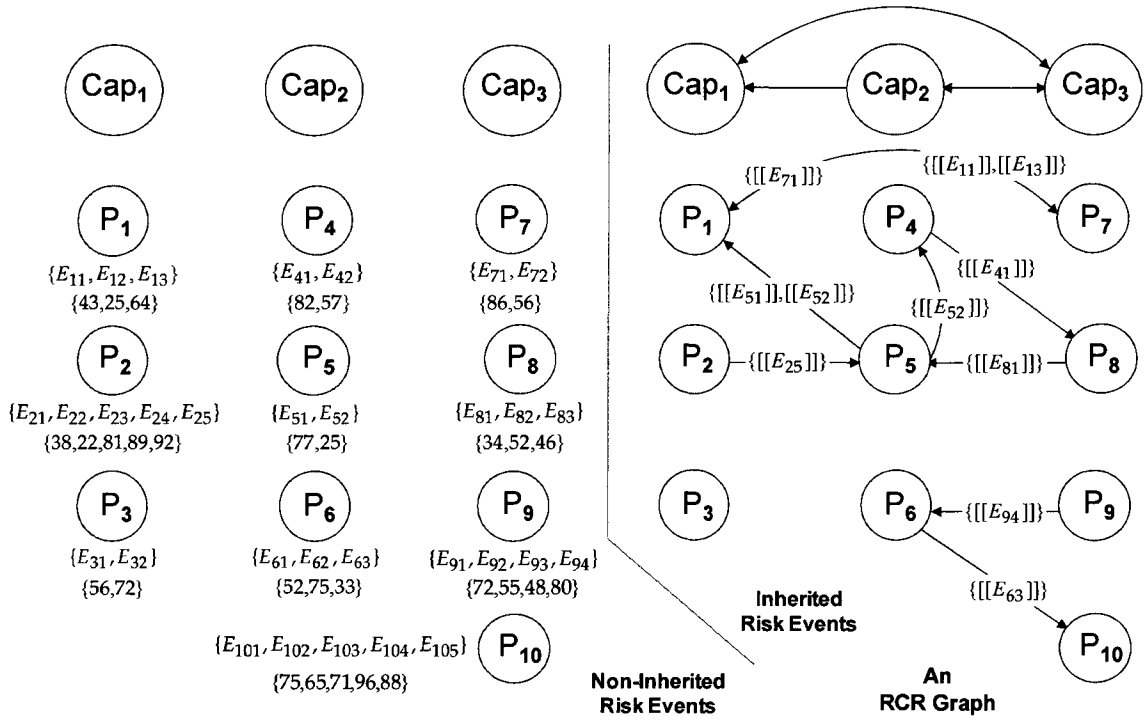 Cap1 Cap2 Cap3 Cap1 Cap2 Cap3
{[[E71]]} {[[E11]],[[E13]]}
P1 P4 P7 P1 P4 P7
{E11, E12, E13} {E41, E42} {E71, E72}
{43,25,64} {82,57} {86,56}
{[[E41]]}
{[[E51]],[[E52]]} {[[E52]]}
P2 P5 P8 P2 {[[E25]]} P5 {[[E81]]} P8
{E21, E22, E23, E24, E25} {E51, E52} {E81, E82, E83}
{38,22,81,89,92} {77,25} {34,52,46}
P3 P6 P9 P3 P6 {[[E94]]} P9
{E31, E32} {E61, E62, E63} {E91, E92, E93, E94}
{56,72} {52,75,33} {72,55,48,80}
{[[E63]]}
Inherited
Risk Events
{E101, E102, E103, E104, E105} P10 P10
{75,65,71,96,88}
Non-Inherited
Risk Events
An
RCR Graph